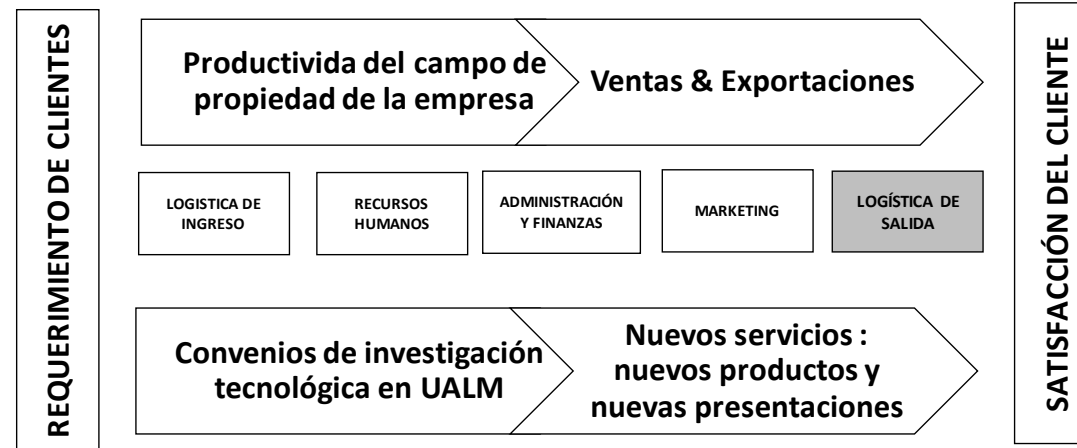 REQUERIMIENTO DE CLIENTES
Productivida del campo de
propiedad de la empresa
Ventas & Exportaciones
LOGISTICA DE
INGRESO
RECURSOS
HUMANOS
ADMINISTRACIÓN
Y FINANZAS
MARKETING
LOGÍSTICA DE
SALIDA
Convenios de investigación
tecnológica en UALM
Nuevos servicios :
nuevos productos y
nuevas presentaciones
SATISFACCIÓN DEL CLIENTE